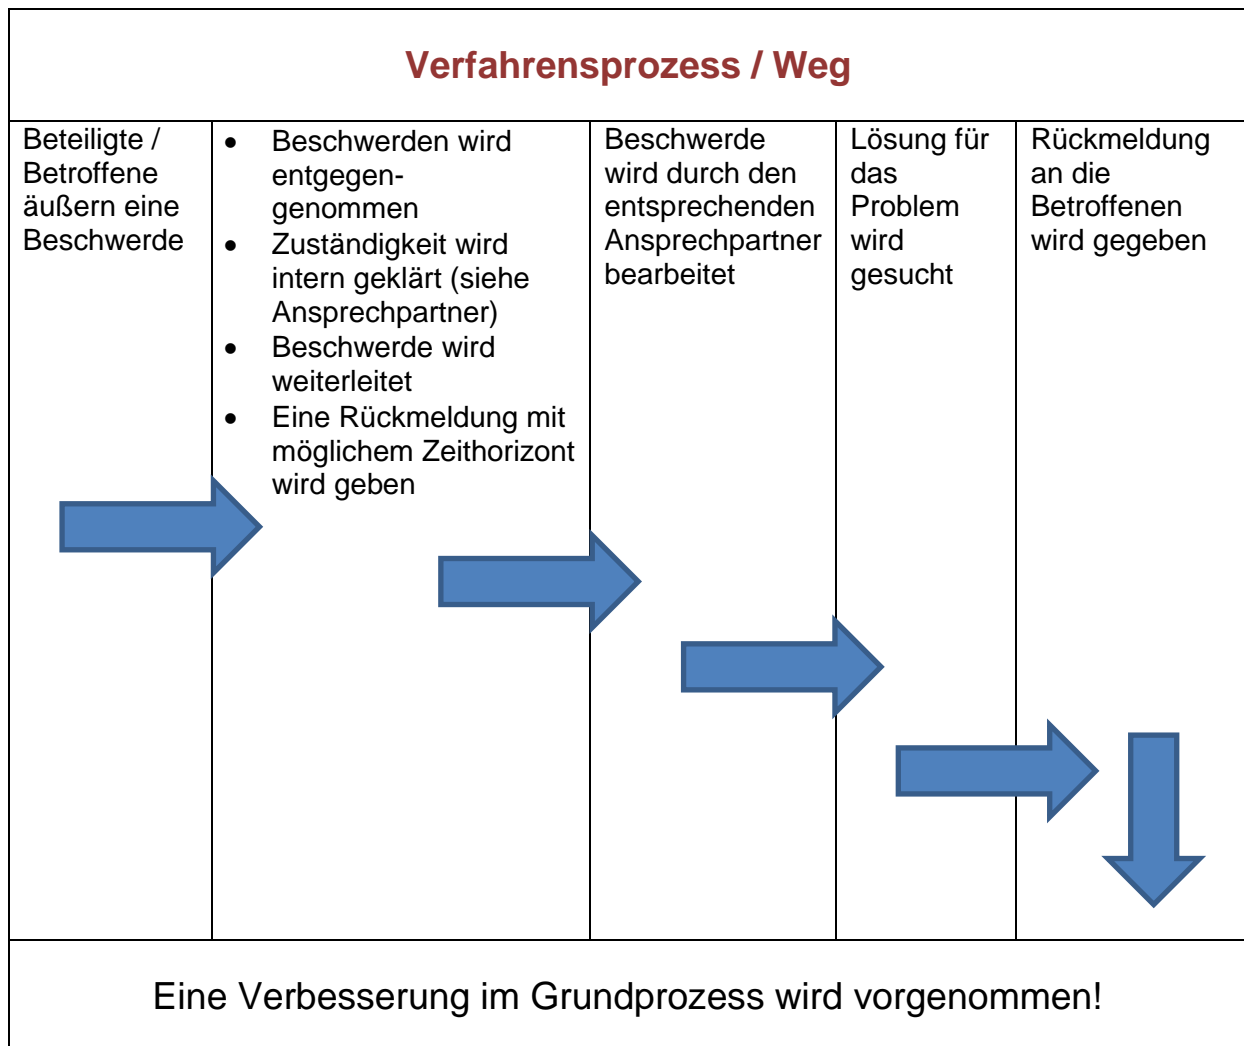 Verfahrensprozess / Weg
Beteiligte /
Betroffene
äußern eine
Beschwerde
• Beschwerden wird
entgegen-
genommen
• Zuständigkeit wird
intern geklärt (siehe
Ansprechpartner)
• Beschwerde wird
weiterleitet
• Eine Rückmeldung mit
möglichem Zeithorizont
wird geben
Beschwerde
wird durch den
entsprechenden
Ansprechpartner
bearbeitet
Lösung für
das
Problem
wird
gesucht
Rückmeldung
an die
Betroffenen
wird gegeben
Eine Verbesserung im Grundprozess wird vorgenommen!